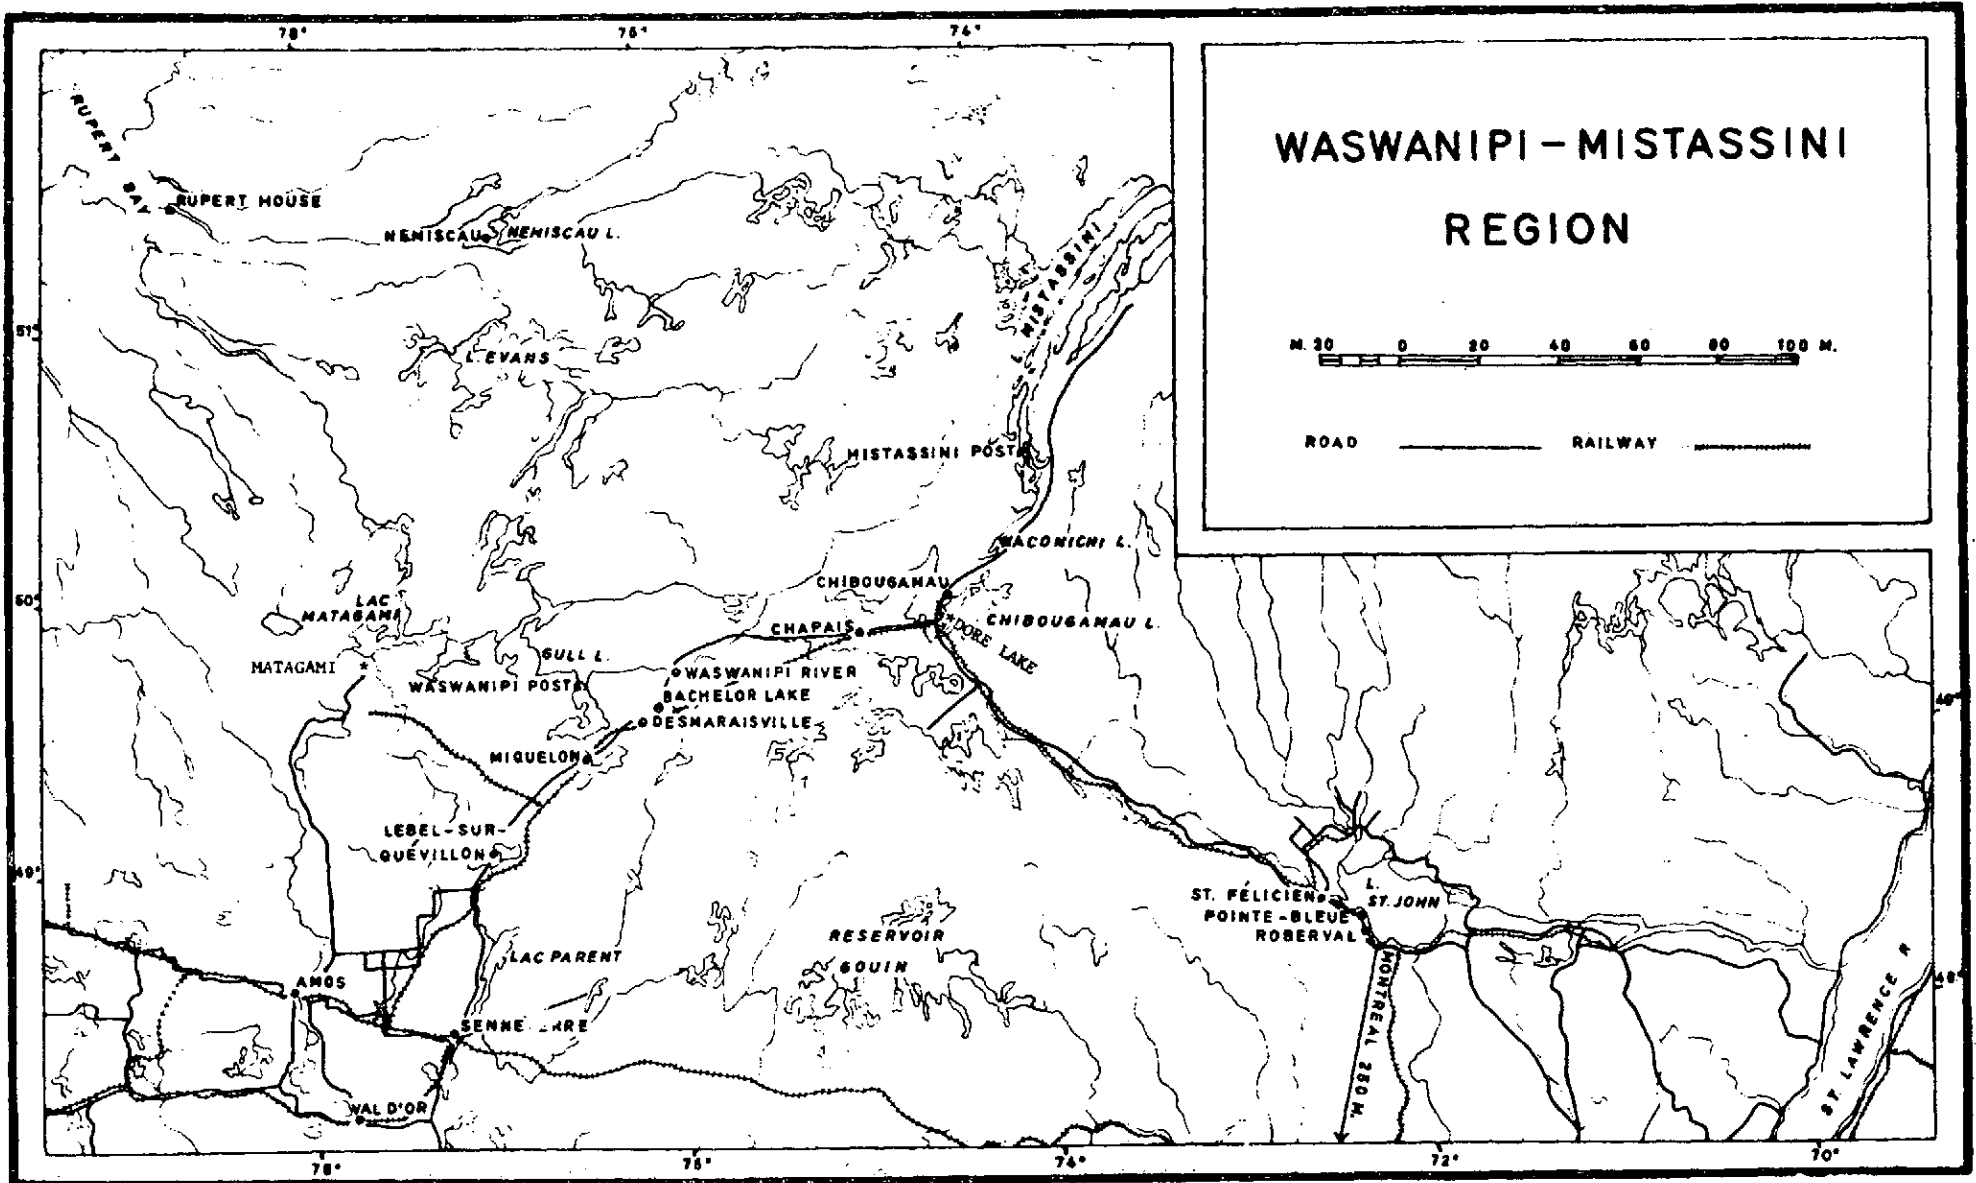 78°
76°
74°
WASWANIPI – MISTASSINI
REGION
M. 20 0 20 40 60 80 100 M.
ROAD
RAILWAY
RUPERT BAY
RUPERT HOUSE
NEMISCAU
NEMISCAU L.
L. MISTASSINI
51°
L. EVANS
MISTASSINI POST
WACONICHI L.
CHIBOUGAMAU
50°
LAC
MATAGAMI
CHAPAIS
CHIBOUGAMAU L.
DORE LAKE
MATAGAMI
GULL L.
WASWANIPI POST
WASWANIPI RIVER
BACHELOR LAKE
DESMARAISVILLE
MIQUELON
49°
LEBEL-SUR-
QUÉVILLON
49°
ST. FÉLICIEN
POINTE-BLEUE
ROBERVAL
L.
ST. JOHN
RESERVOIR
GOUIN
LAC PARENT
AMOS
SENNE ERRE
48°
MONTREAL 250 M.
ST. LAWRENCE R
VAL D'OR
78°
74°
72°
70°